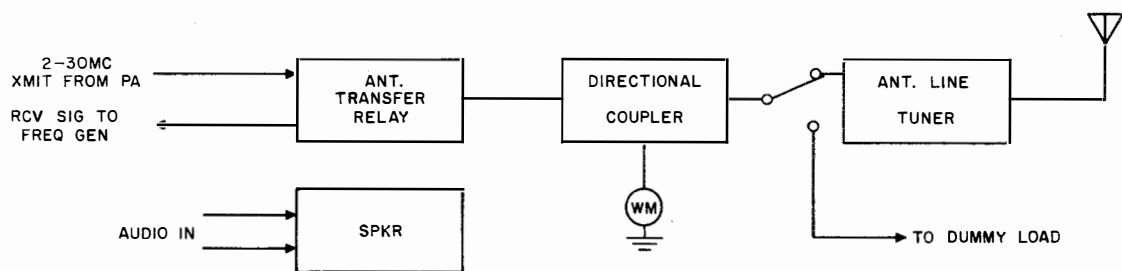 2-30MC
XMIT FROM PA
RCV SIG TO
FREQ GEN
ANT.
TRANSFER
RELAY
DIRECTIONAL
COUPLER
ANT. LINE
TUNER
WM
AUDIO IN
SPKR
TO DUMMY LOAD